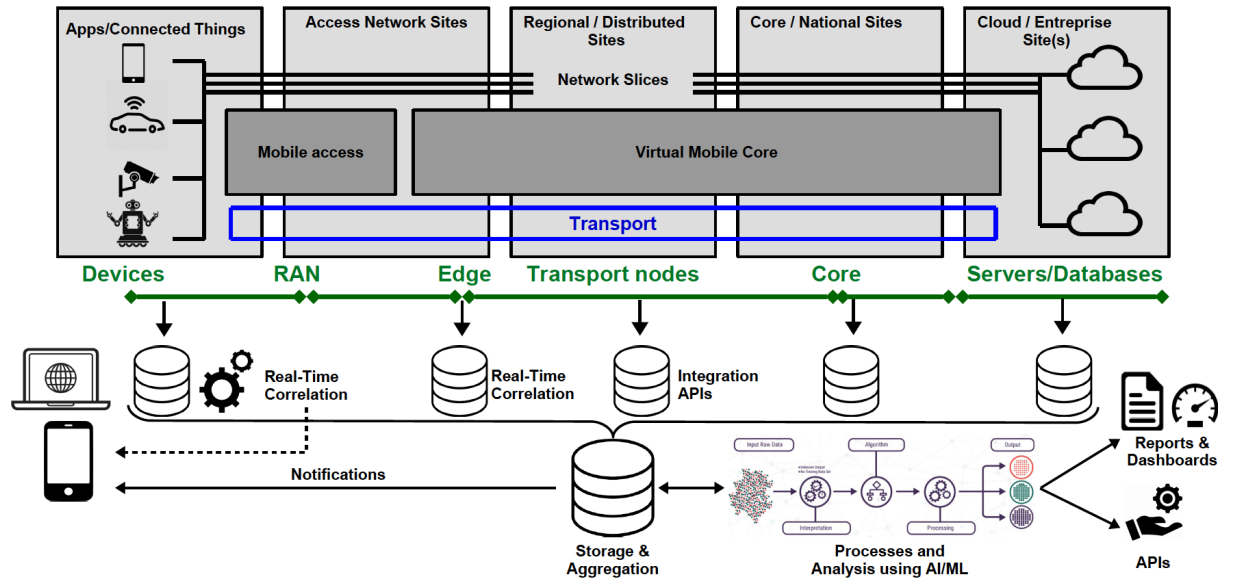 Apps/Connected Things
Access Network Sites
Regional / Distributed
Sites
Core / National Sites
Cloud / Entreprise
Site(s)
Network Slices
Mobile access
Virtual Mobile Core
Transport
Devices
RAN
Edge
Transport nodes
Core
Servers/Databases
Real-Time
Correlation
Real-Time
Correlation
Integration
APIs
Notifications
Storage &
Aggregation
Input Raw Data
Algorithm
Output
Interpretation
Processing
Processes and
Analysis using AI/ML
Reports &
Dashboards
APIs